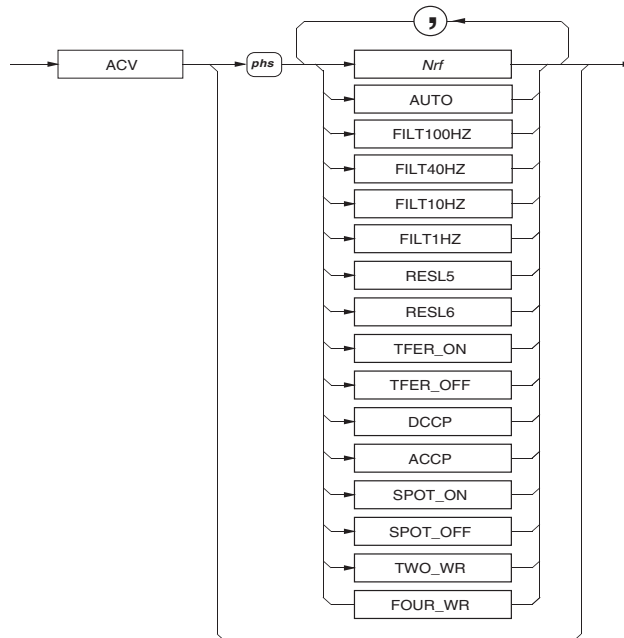 ,
ACV
phs
Nrf
AUTO
FILT100HZ
FILT40HZ
FILT10HZ
FILT1HZ
RESL5
RESL6
TFER_ON
TFER_OFF
DCCP
ACCP
SPOT_ON
SPOT_OFF
TWO_WR
FOUR_WR